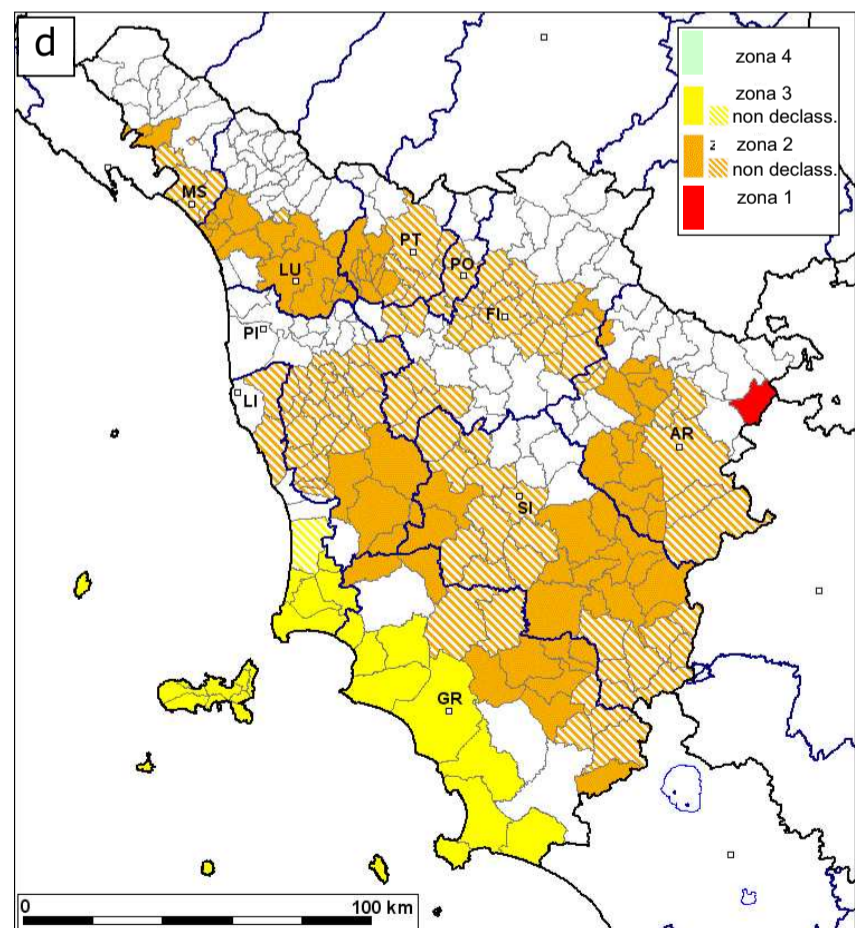 d
zona 4
zona 3
non declass.
z zona 2
non declass.
zona 1
MS
PT
PO
LU
FI
PI
LI
AR
SI
GR
0 100 km